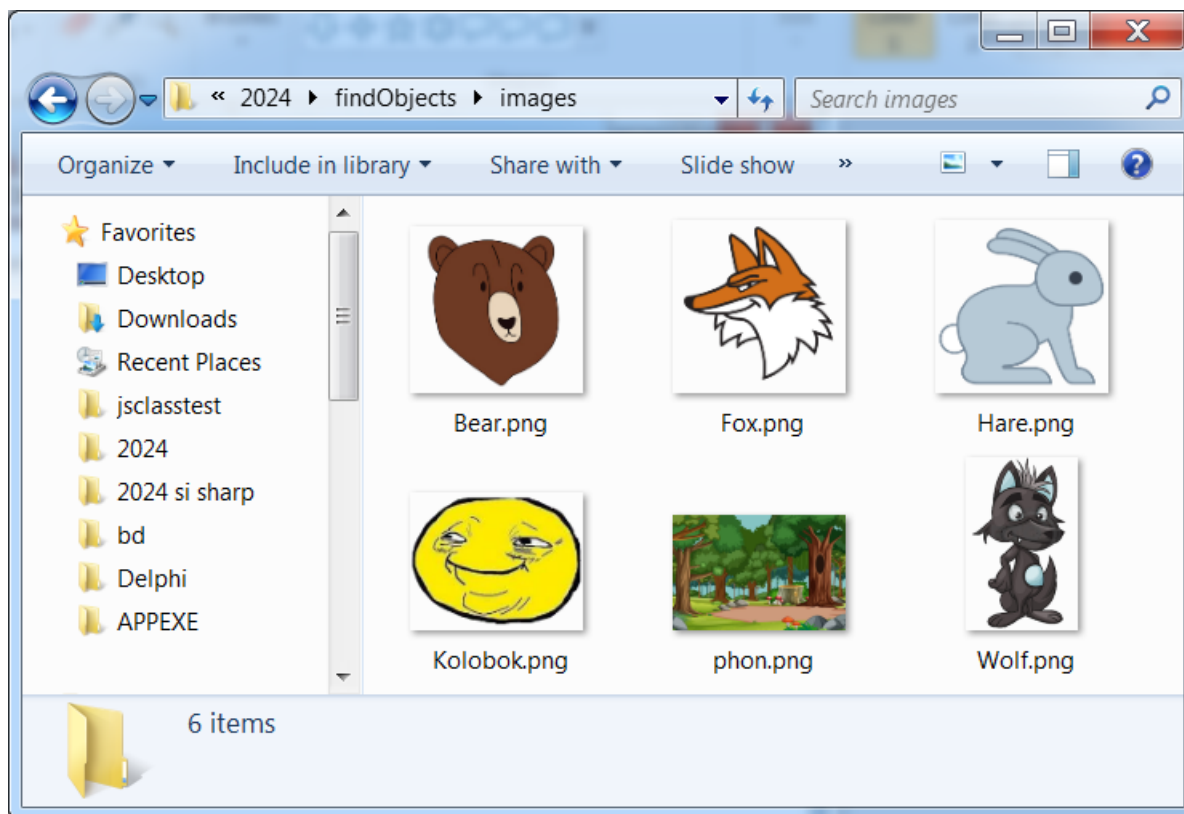 « 2024 ▸ findObjects ▸ images
Search images
Organize
Include in library
Share with
Slide show
»
Favorites
Desktop
Downloads
Recent Places
jsclasstest
2024
2024 si sharp
bd
Delphi
APPEXE
Bear.png
Fox.png
Hare.png
Kolobok.png
phon.png
Wolf.png
6 items